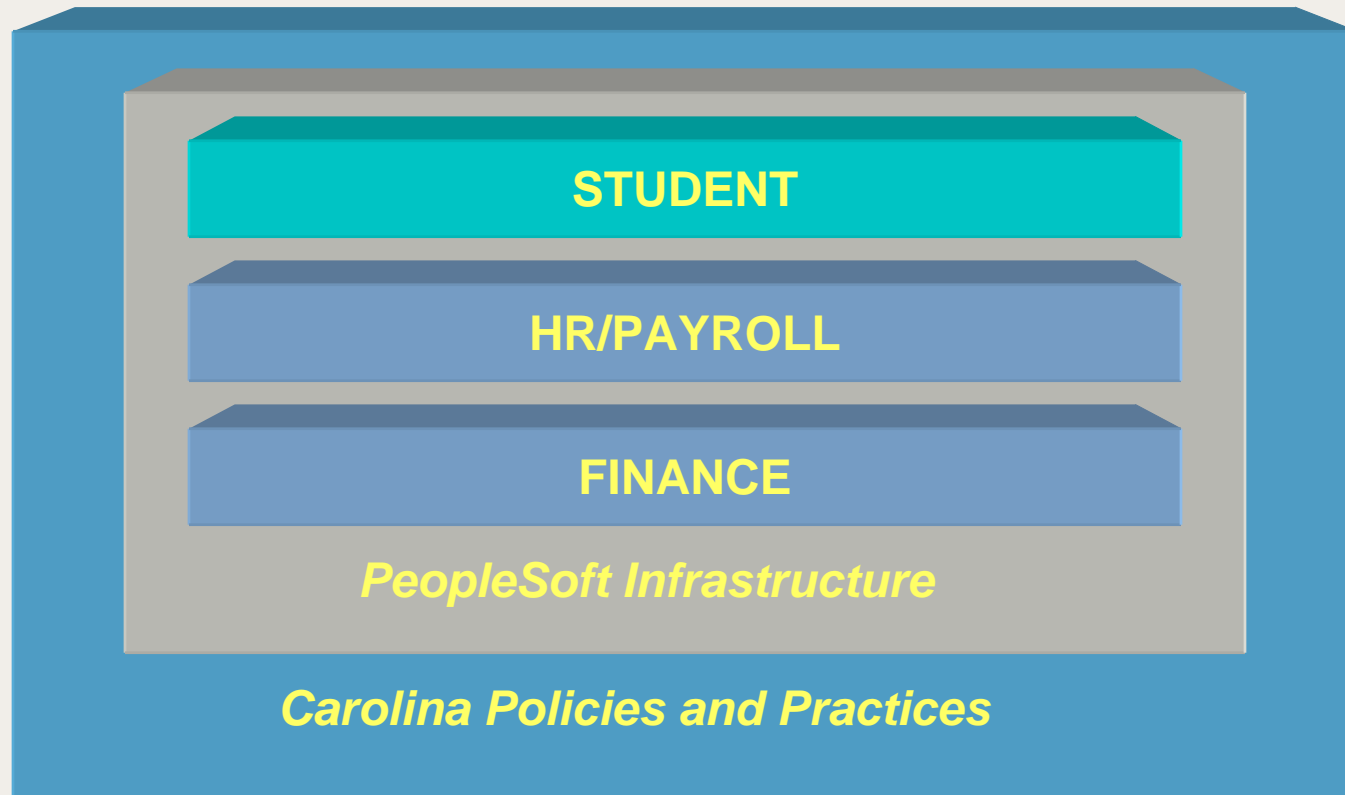 STUDENT
HR/PAYROLL
FINANCE
PeopleSoft Infrastructure
Carolina Policies and Practices